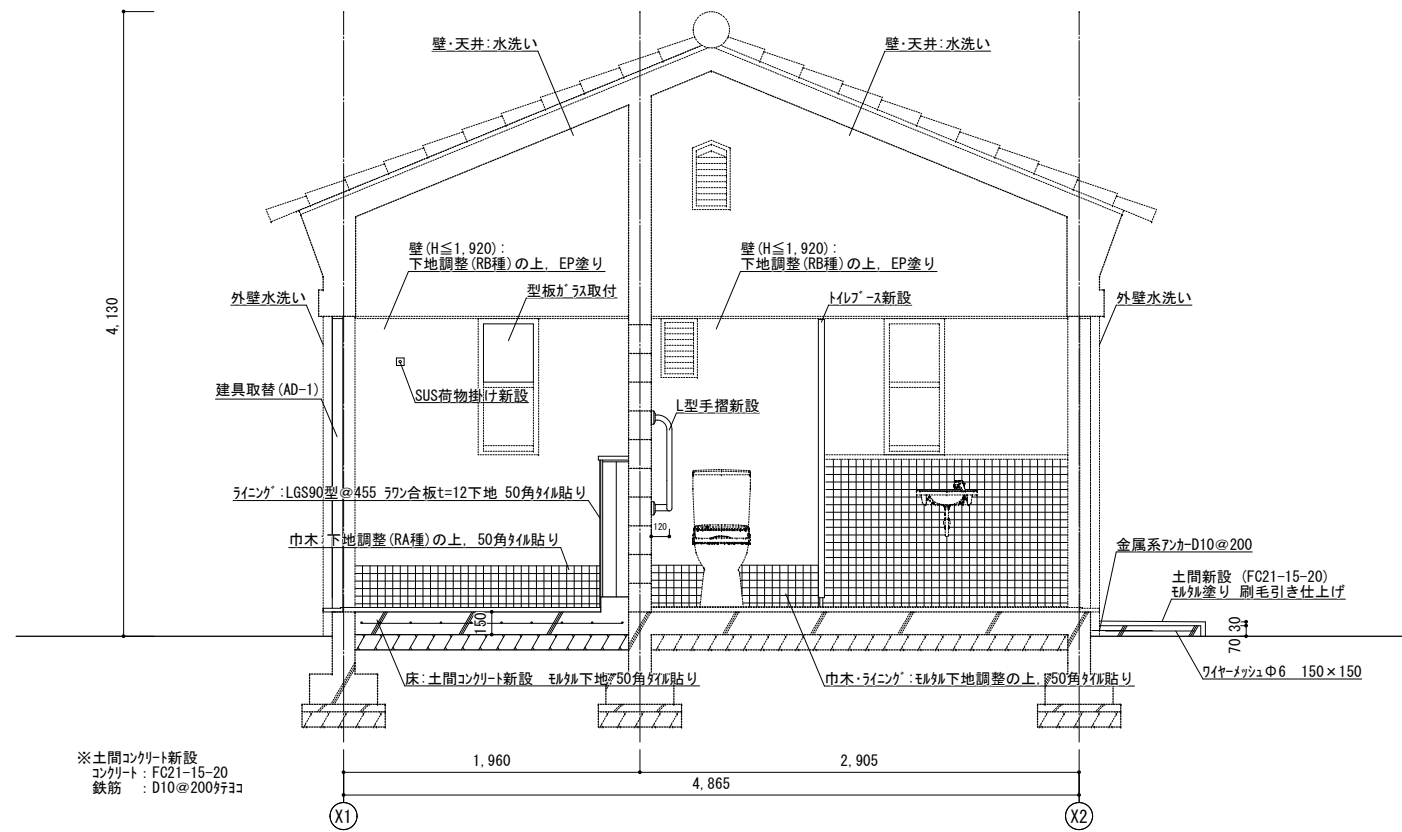 壁・天井：水洗い
壁・天井：水洗い
壁(H≦1,920)：
下地調整(RB種)の上，EP塗り
壁(H≦1,920)：
下地調整(RB種)の上，EP塗り
型板ｶﾞﾗｽ取付
ﾄｲﾚﾌﾞｰｽ新設
外壁水洗い
外壁水洗い
4,130
建具取替(AD-1)
SUS荷物掛け新設
L型手摺新設
ﾗｲﾆﾝｸﾞ：LGS90型@455 ﾗﾜﾝ合板t=12下地 50角ﾀｲﾙ貼り
120
巾木：下地調整(RA種)の上，50角ﾀｲﾙ貼り
金属系ｱﾝｶｰD10@200
土間新設 (FC21-15-20)
ﾓﾙﾀﾙ塗り 刷毛引き仕上げ
150
70 30
床：土間ｺﾝｸﾘｰﾄ新設 ﾓﾙﾀﾙ下地 50角ﾀｲﾙ貼り
巾木・ﾗｲﾆﾝｸﾞ：ﾓﾙﾀﾙ下地調整の上，50角ﾀｲﾙ貼り
ﾜｲﾔｰﾒｯｼｭΦ6 150×150
※土間ｺﾝｸﾘｰﾄ新設
ｺﾝｸﾘｰﾄ：FC21-15-20
鉄筋 ：D10@200ﾀﾃﾖｺ
1,960
2,905
4,865
X1
X2